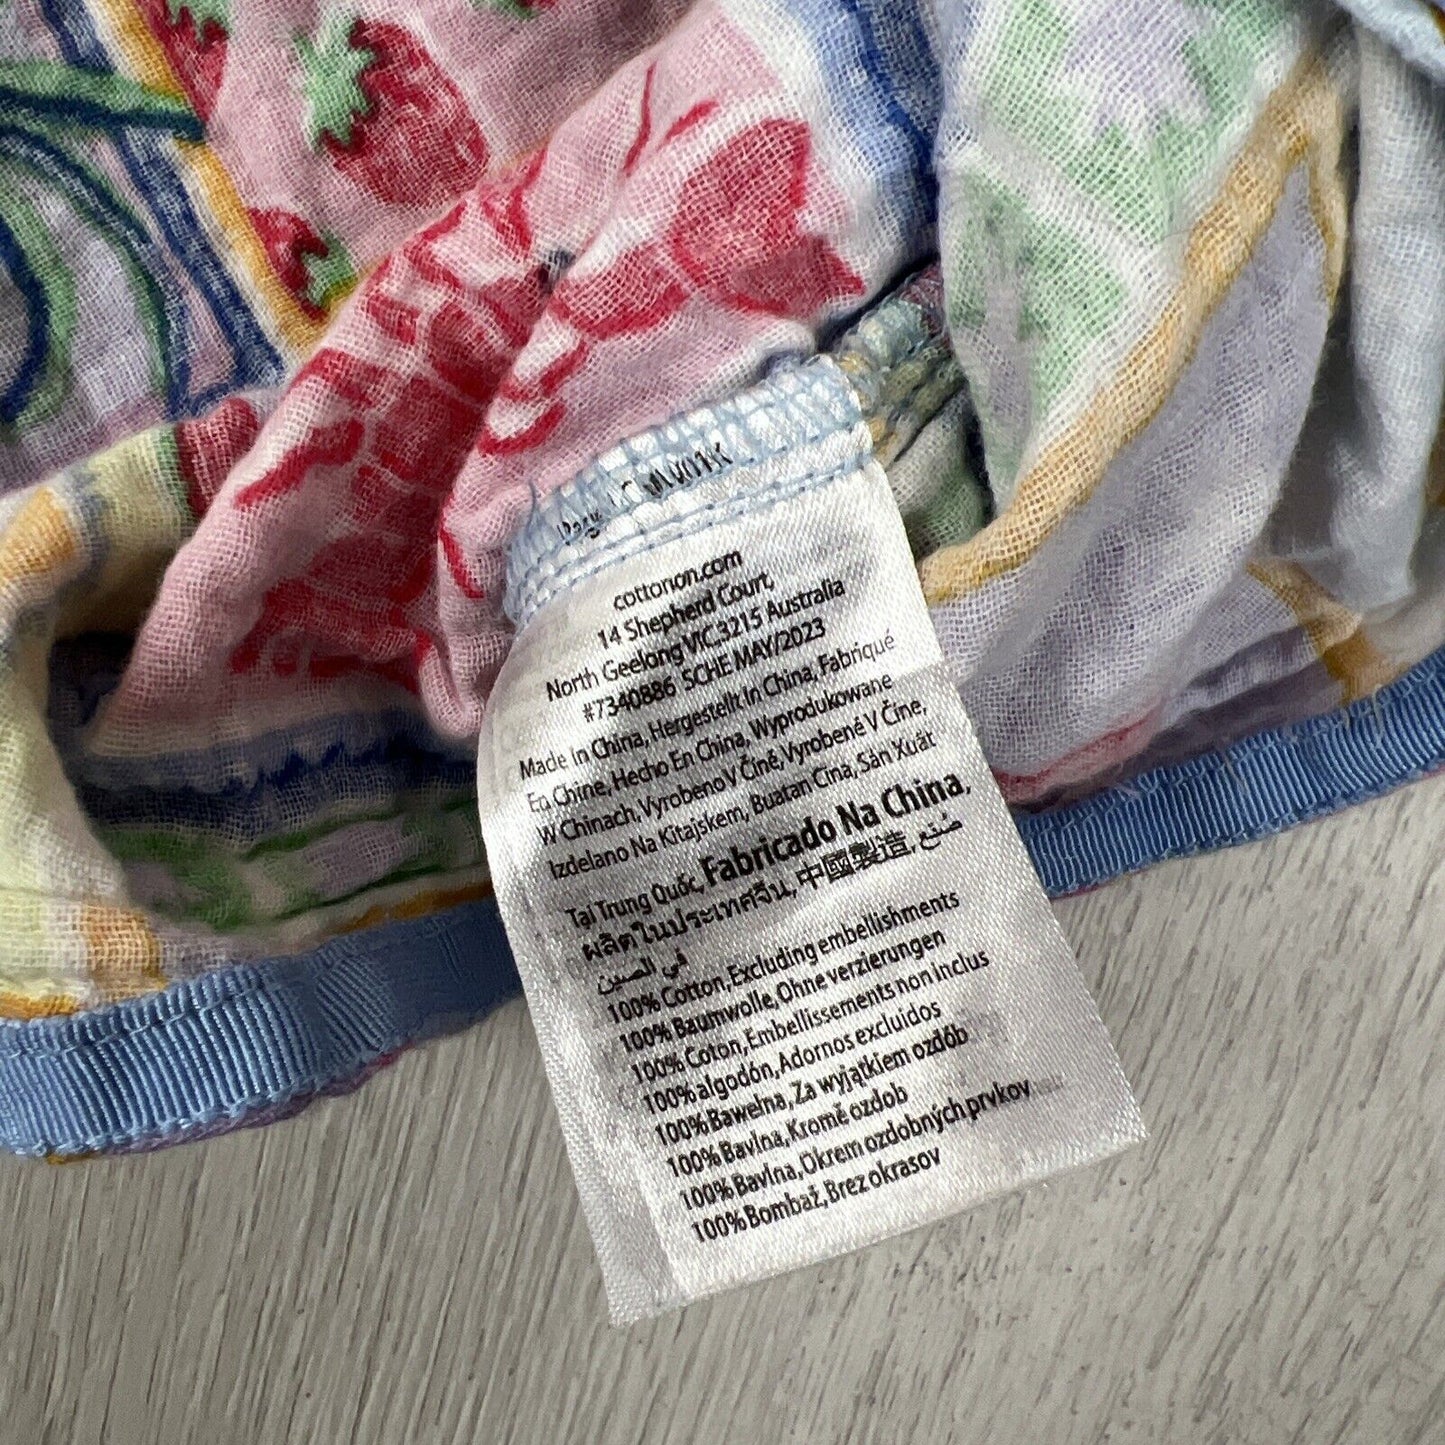 cottonon.com
14 Shepherd Court,
North Geelong VIC,3215 Australia
#7340886 SCHE MAY/2023
Made In China, Hergestellt In China, Fabriqué
En Chine, Hecho En China, Wyprodukowane
W Chinach, Vyrobeno V Číně, Vyrobené V Číne,
Izdelano Na Kitajskem, Buatan Cina, Sản Xuất
Tại Trung Quốc, Fabricado Na China,
ผลิตในประเทศจีน, 中國製造, صُنع
في الصين
100% Cotton, Excluding embellishments
100% Baumwolle, Ohne verzierungen
100% Coton, Embellissements non inclus
100% algodón, Adornos excluidos
100% Bawełna, Za wyjątkiem ozdób
100% Bavlna, Kromě ozdob
100% Bavlna, Okrem ozdobných prvkov
100% Bombaž, Brez okrasov